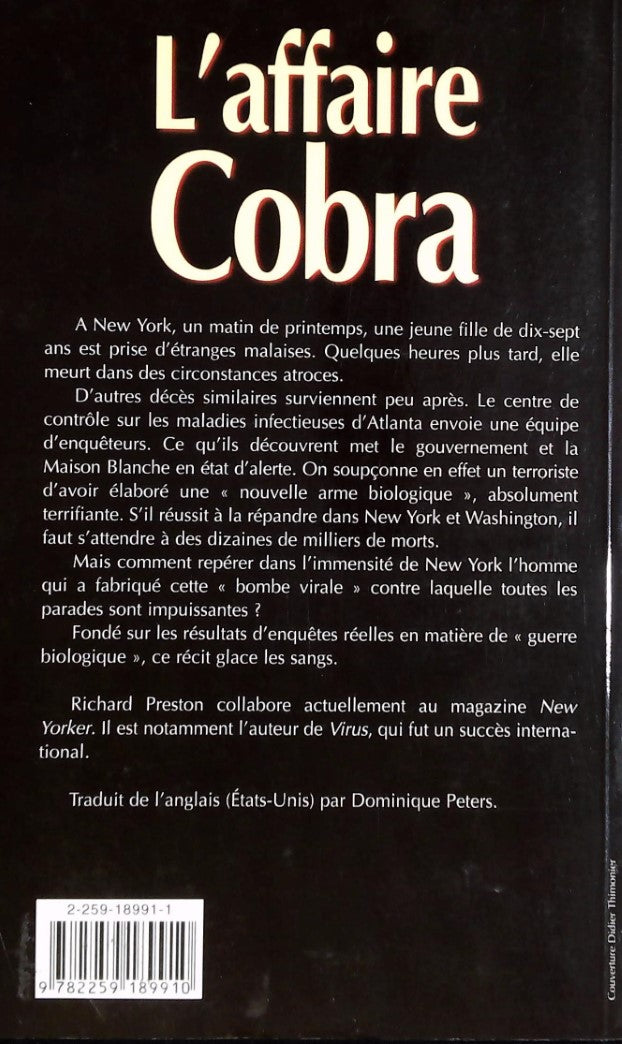 L'affaire
Cobra
A New York, un matin de printemps, une jeune fille de dix-sept
ans est prise d'étranges malaises. Quelques heures plus tard, elle
meurt dans des circonstances atroces.
D'autres décès similaires surviennent peu après. Le centre de
contrôle sur les maladies infectieuses d'Atlanta envoie une équipe
d'enquêteurs. Ce qu'ils découvrent met le gouvernement et la
Maison Blanche en état d'alerte. On soupçonne en effet un terroriste
d'avoir élaboré une « nouvelle arme biologique », absolument
terrifiante. S'il réussit à la répandre dans New York et Washington, il
faut s'attendre à des dizaines de milliers de morts.
Mais comment repérer dans l'immensité de New York l'homme
qui a fabriqué cette « bombe virale » contre laquelle toutes les
parades sont impuissantes ?
Fondé sur les résultats d'enquêtes réelles en matière de « guerre
biologique », ce récit glace les sangs.
Richard Preston collabore actuellement au magazine New
Yorker. Il est notamment l'auteur de Virus, qui fut un succès interna-
tional.
Traduit de l'anglais (États-Unis) par Dominique Peters.
2-259-18991-1
9 782259 189910
Couverture Didier Thimonier